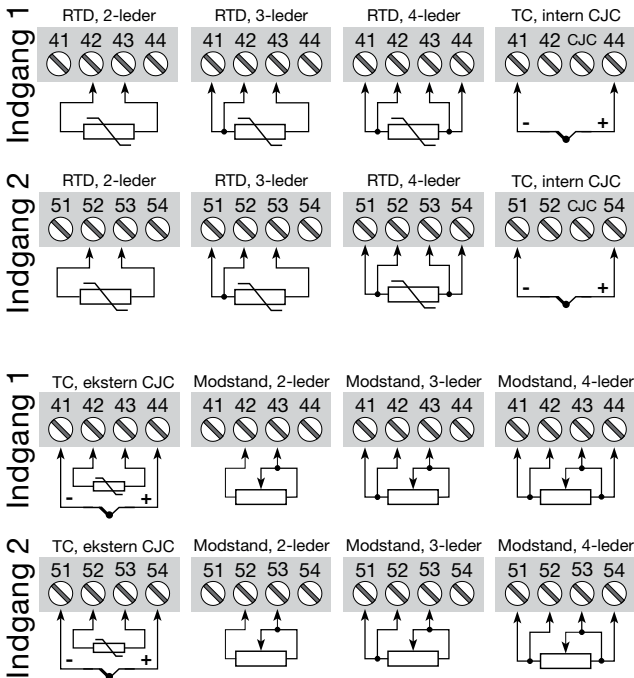 Indgang 1
RTD, 2-leder
41 42 43 44
RTD, 3-leder
41 42 43 44
RTD, 4-leder
41 42 43 44
TC, intern CJC
41 42 CJC 44
- +
Indgang 2
RTD, 2-leder
51 52 53 54
RTD, 3-leder
51 52 53 54
RTD, 4-leder
51 52 53 54
TC, intern CJC
51 52 CJC 54
- +
Indgang 1
TC, ekstern CJC
41 42 43 44
- +
Modstand, 2-leder
41 42 43 44
Modstand, 3-leder
41 42 43 44
Modstand, 4-leder
41 42 43 44
Indgang 2
TC, ekstern CJC
51 52 53 54
- +
Modstand, 2-leder
51 52 53 54
Modstand, 3-leder
51 52 53 54
Modstand, 4-leder
51 52 53 54